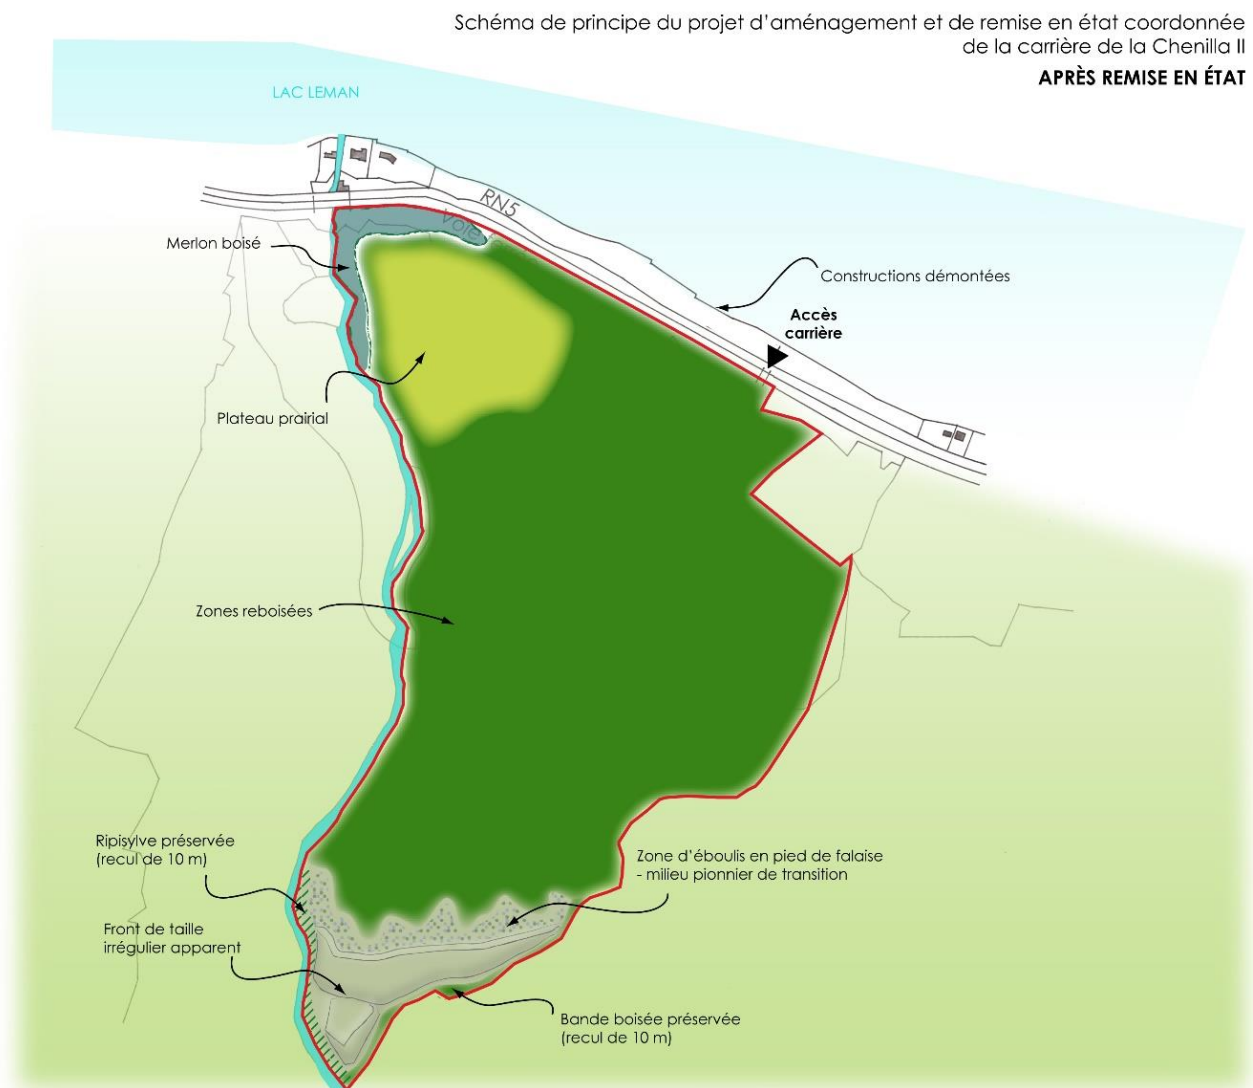 Schéma de principe du projet d'aménagement et de remise en état coordonnée
de la carrière de la Chenilla II
APRÈS REMISE EN ÉTAT
LAC LEMAN
RN5
Merlon boisé
Constructions démontées
Accès
carrière
Plateau prairial
Zones reboisées
Ripisylve préservée
(recul de 10 m)
Zone d'éboulis en pied de falaise
- milieu pionnier de transition
Front de taille
irrégulier apparent
Bande boisée préservée
(recul de 10 m)